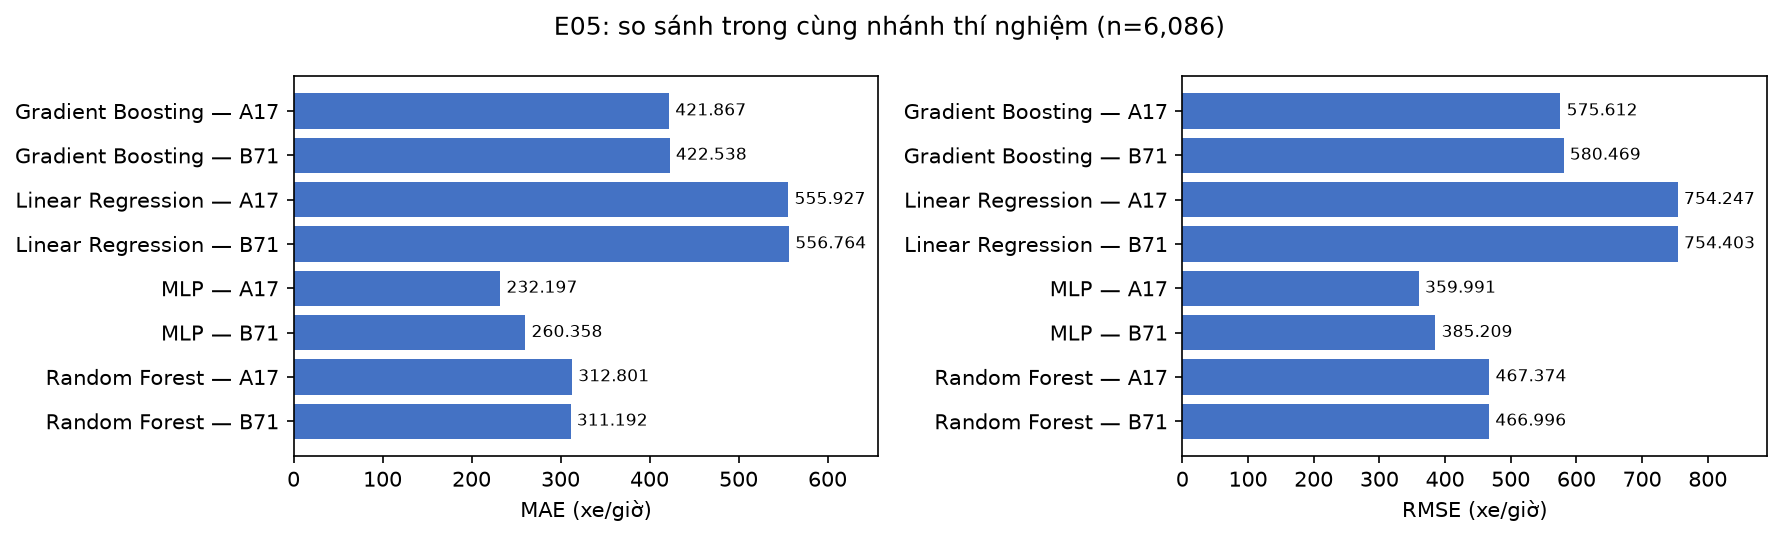 E05: so sánh trong cùng nhánh thí nghiệm (n=6,086)
Gradient Boosting — A17
421.867
Gradient Boosting — B71
422.538
Linear Regression — A17
555.927
Linear Regression — B71
556.764
MLP — A17
232.197
MLP — B71
260.358
Random Forest — A17
312.801
Random Forest — B71
311.192
0 100 200 300 400 500 600
MAE (xe/giờ)
Gradient Boosting — A17
575.612
Gradient Boosting — B71
580.469
Linear Regression — A17
754.247
Linear Regression — B71
754.403
MLP — A17
359.991
MLP — B71
385.209
Random Forest — A17
467.374
Random Forest — B71
466.996
0 100 200 300 400 500 600 700 800
RMSE (xe/giờ)